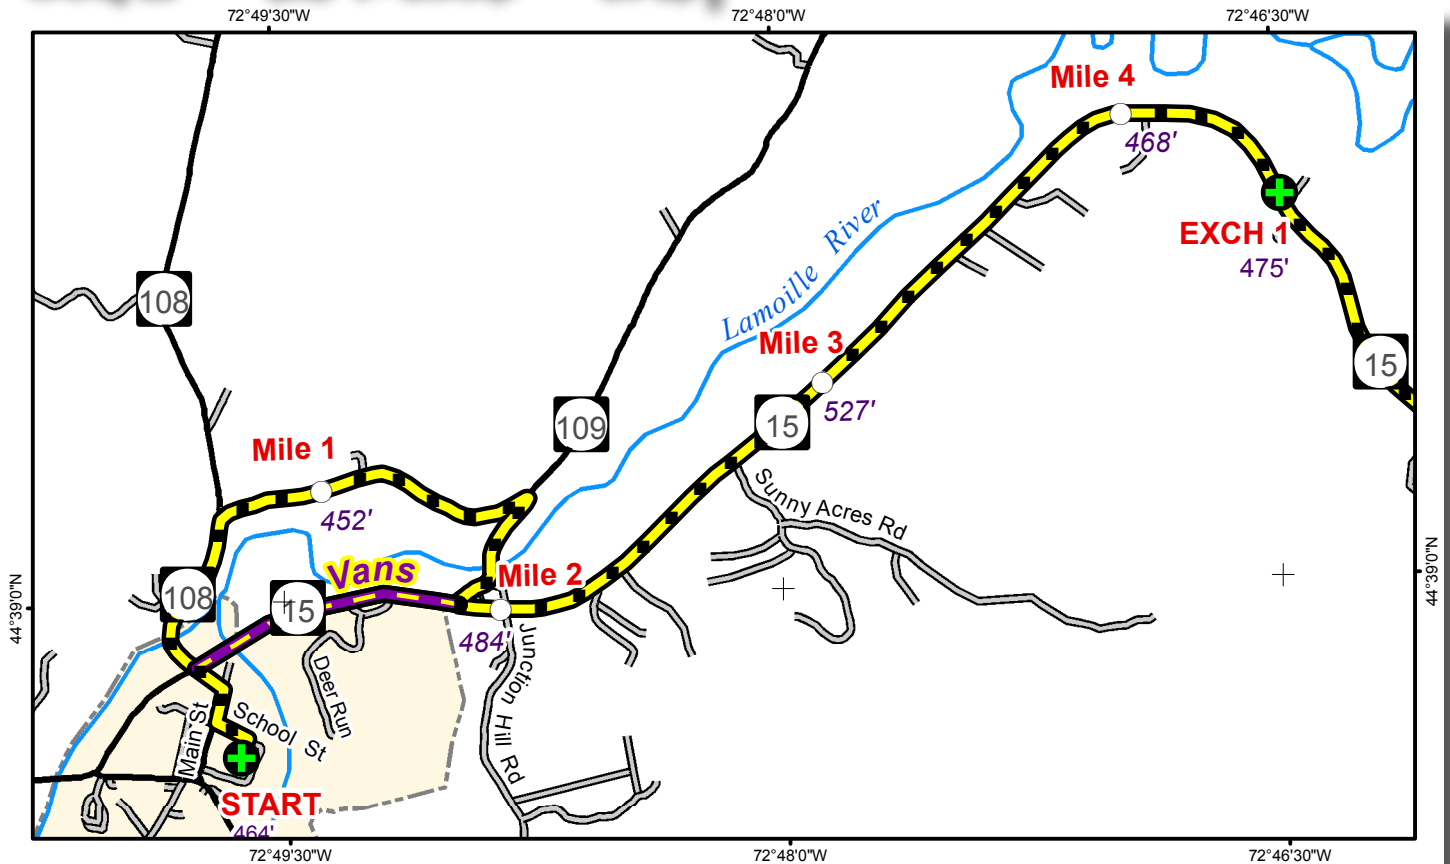 72°49'30"W
72°48'0"W
72°46'30"W
Mile 4
468'
EXCH 1
475'
Lamoille River
108
Mile 3
527'
15
15
109
Mile 1
452'
Sunny Acres Rd
Vans
Mile 2
484'
108
15
44°39'0"N
44°39'0"N
Junction Hill Rd
Deer Run
School St
Main St
START
464'
72°49'30"W
72°48'0"W
72°46'30"W